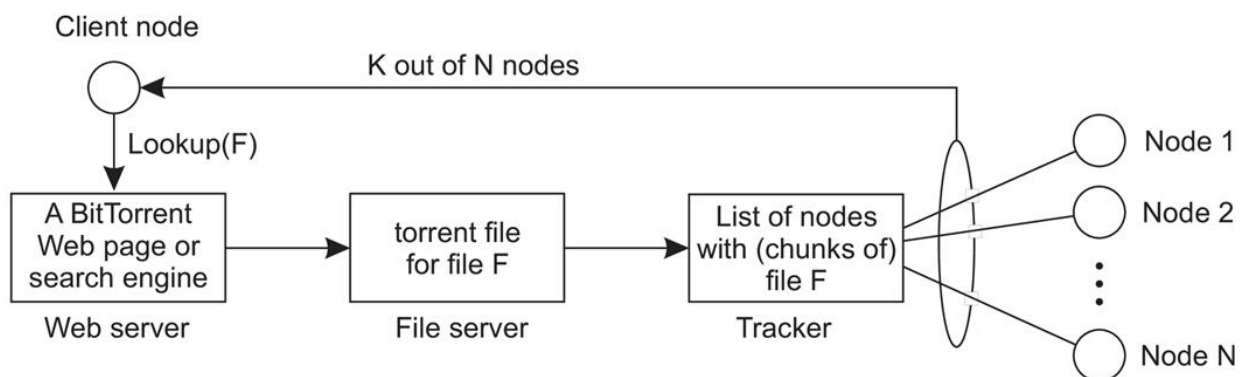 Client node
K out of N nodes
Lookup(F)
Node 1
A BitTorrent
Web page or
search engine
torrent file
for file F
List of nodes
with (chunks of)
file F
Node 2
Web server
File server
Tracker
Node N